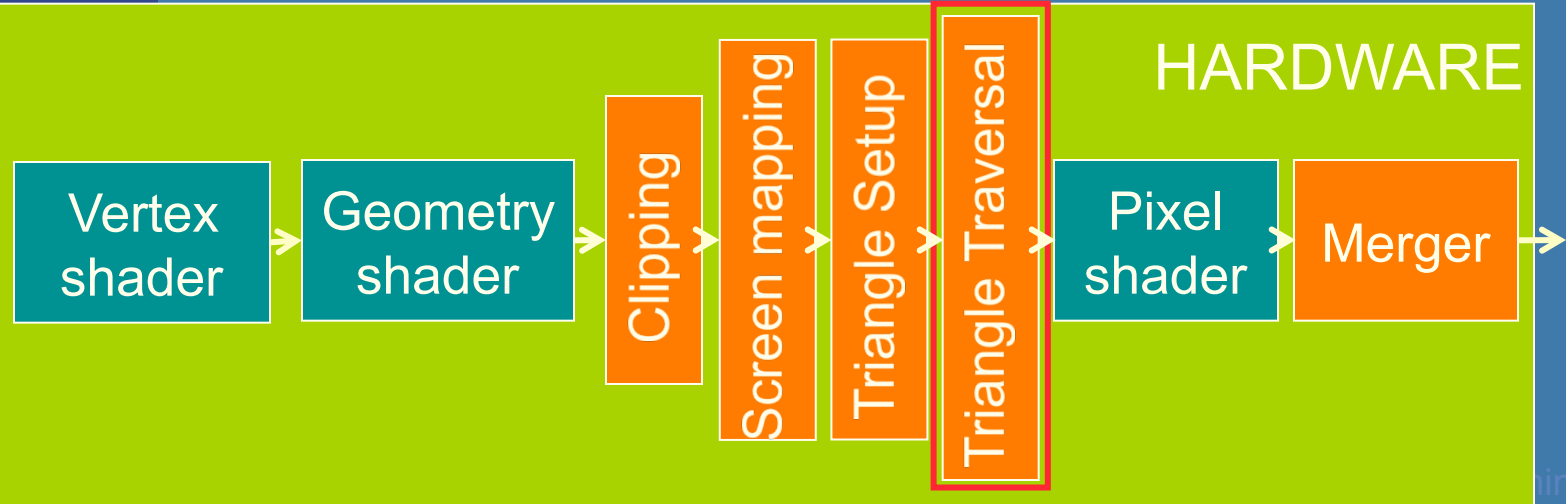 HARDWARE
Vertex
shader
Geometry
shader
Clipping
Screen mapping
Triangle Setup
Triangle Traversal
Pixel
shader
Merger